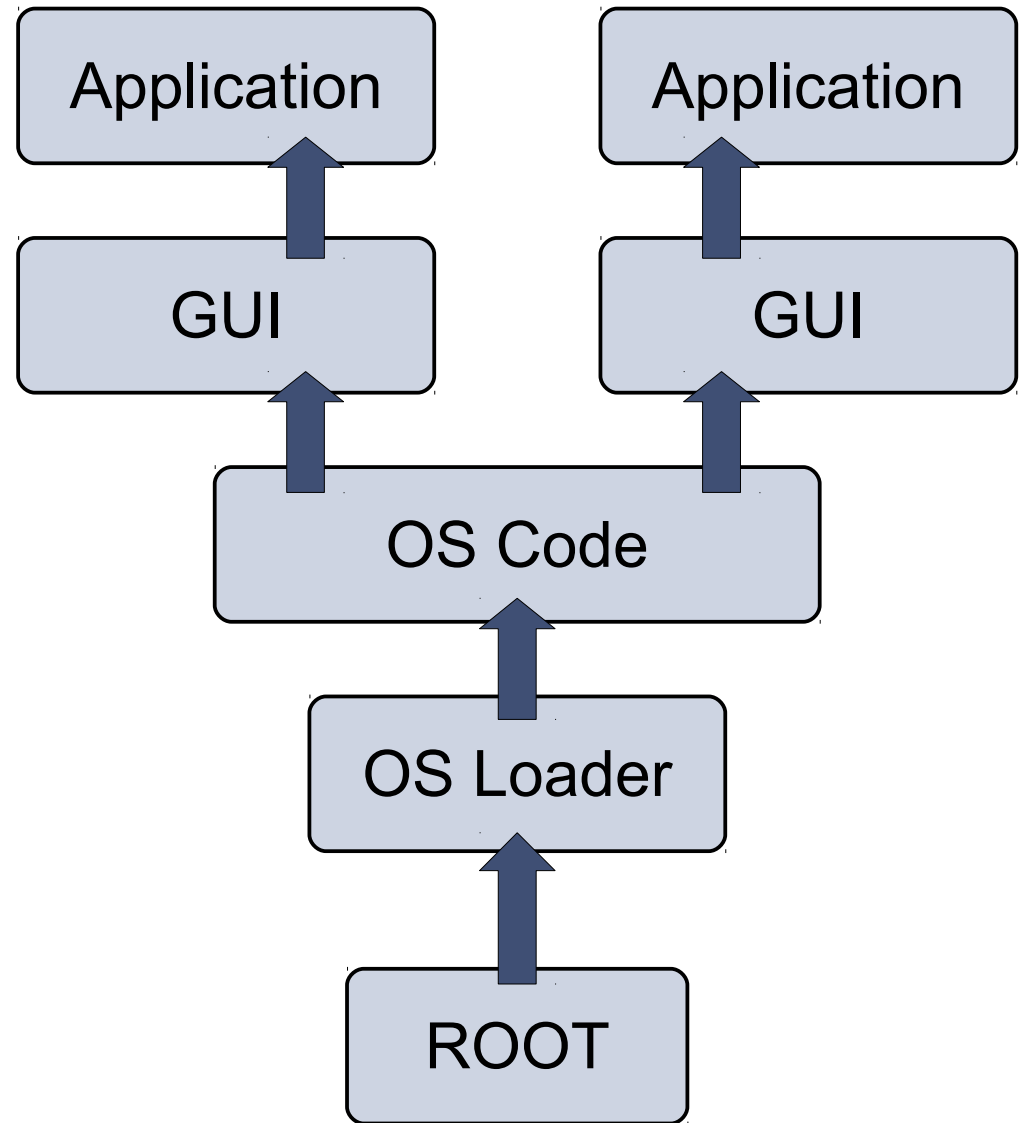 Application
Application
GUI
GUI
OS Code
OS Loader
ROOT